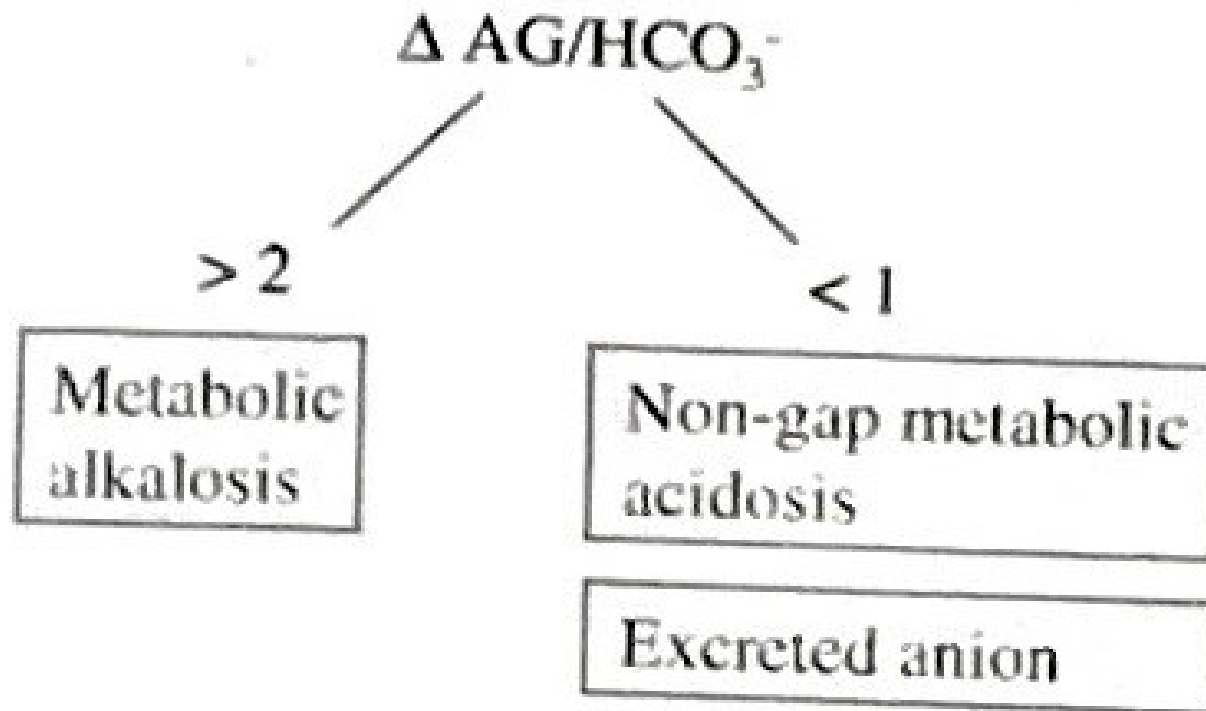 Δ AG/HCO₃⁻
> 2
< 1
Metabolic
alkalosis
Non-gap metabolic
acidosis
Excreted anion